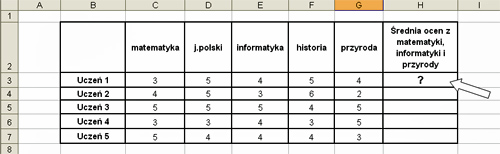 A B C D E F G H I
1
Średnia ocen z
matematyki,
informatyki i
przyrody
2 matematyka j.polski informatyka historia przyroda
3 Uczeń 1 3 5 4 5 4 ?
4 Uczeń 2 4 5 3 6 2
5 Uczeń 3 5 5 5 4 5
6 Uczeń 4 3 3 4 3 5
7 Uczeń 5 5 4 4 4 3
8